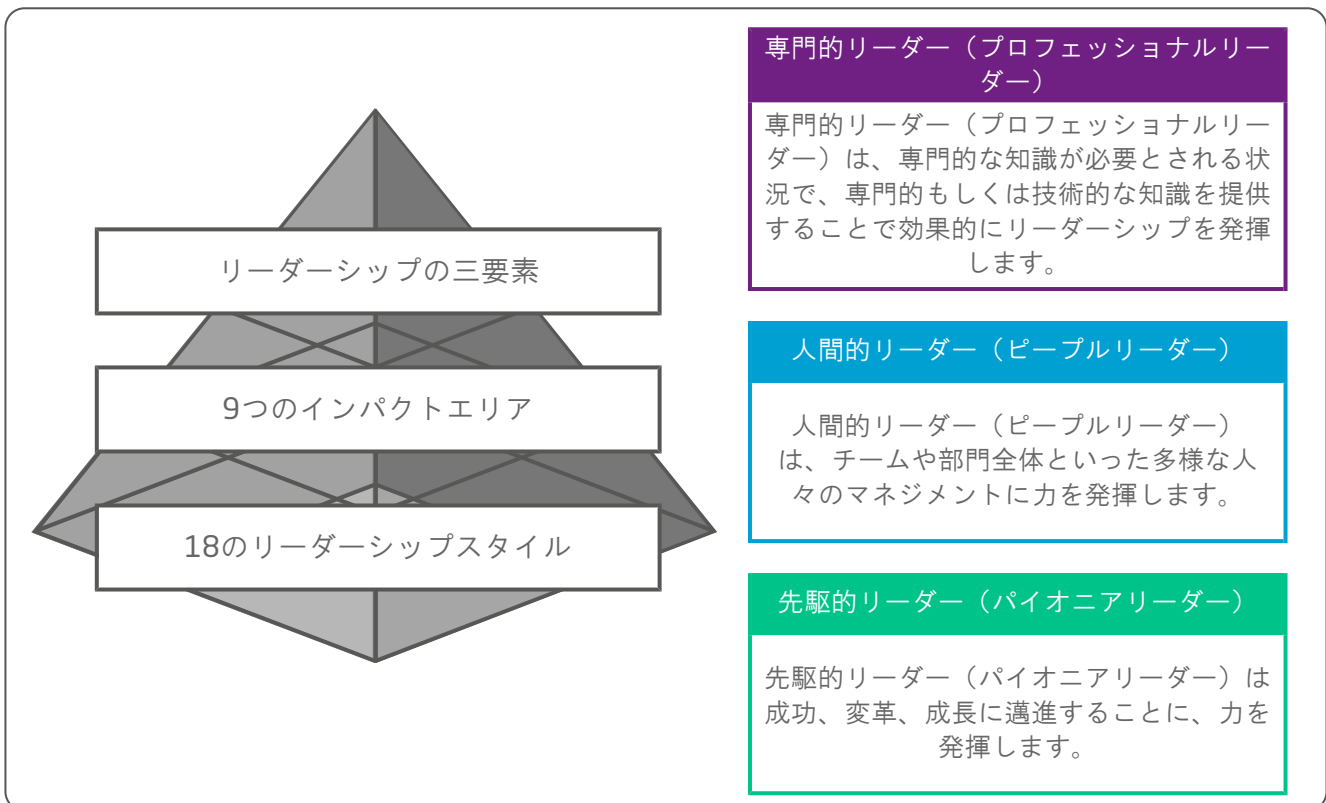 リーダーシップの三要素
9つのインパクトエリア
18のリーダーシップスタイル
専門的リーダー（プロフェッショナルリー
ダー）
専門的リーダー（プロフェッショナルリー
ダー）は、専門的な知識が必要とされる状
況で、専門的もしくは技術的な知識を提供
することで効果的にリーダーシップを発揮
します。
人間的リーダー（ピープルリーダー）
人間的リーダー（ピープルリーダー）
は、チームや部門全体といった多様な人
々のマネジメントに力を発揮します。
先駆的リーダー（パイオニアリーダー）
先駆的リーダー（パイオニアリーダー）は
成功、変革、成長に邁進することに、力を
発揮します。